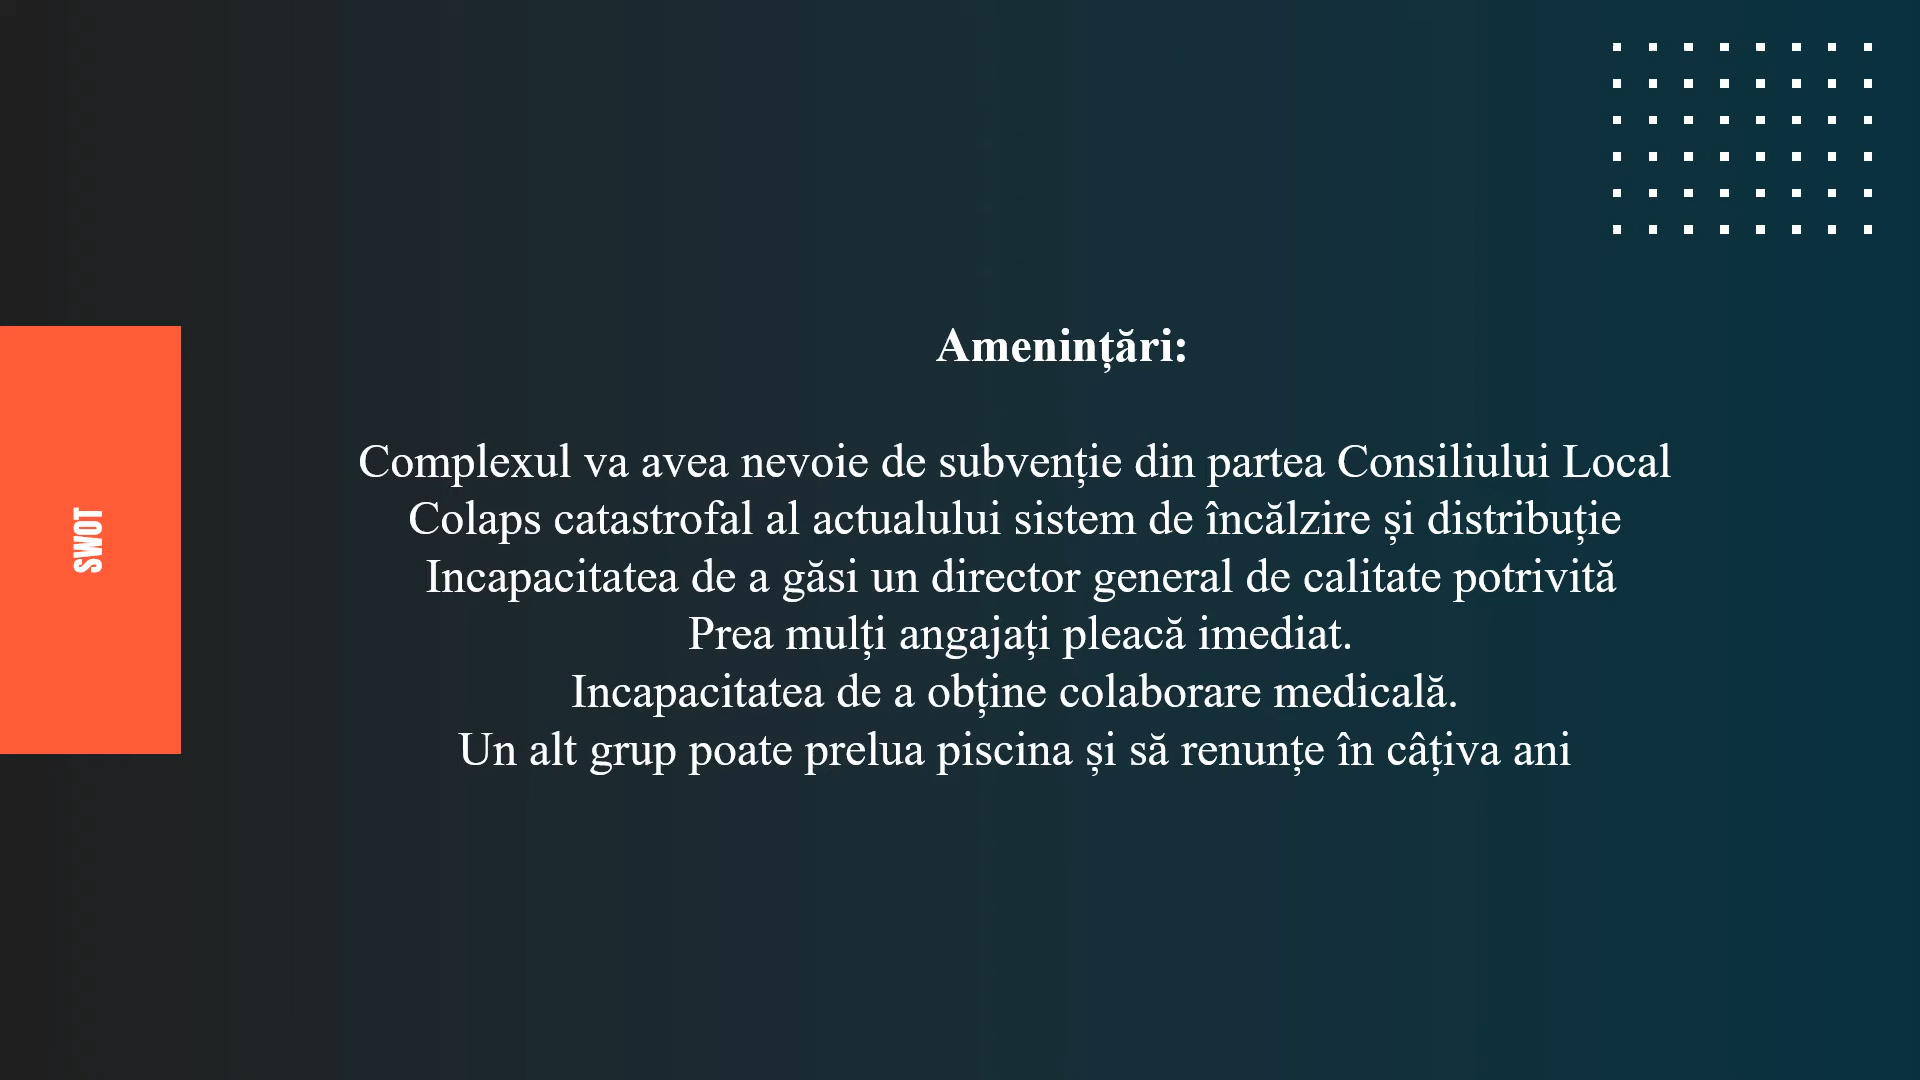 SWOT
Amenințări:
Complexul va avea nevoie de subvenție din partea Consiliului Local
Colaps catastrofal al actualului sistem de încălzire și distribuție
Incapacitatea de a găsi un director general de calitate potrivită
Prea mulți angajați pleacă imediat.
Incapacitatea de a obține colaborare medicală.
Un alt grup poate prelua piscina și să renunțe în câțiva ani